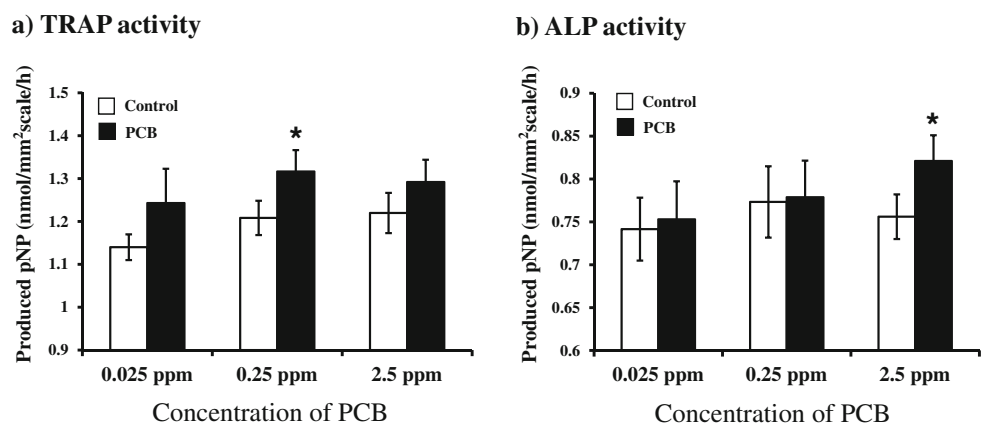 a) TRAP activity
Produced pNP (nmol/mm²scale/h)
1.5
1.4
1.3
1.2
1.1
1
0.9
Control
PCB
*
0.025 ppm 0.25 ppm 2.5 ppm
Concentration of PCB
b) ALP activity
Produced pNP (nmol/mm²scale/h)
0.9
0.85
0.8
0.75
0.7
0.65
0.6
Control
PCB
*
0.025 ppm 0.25 ppm 2.5 ppm
Concentration of PCB